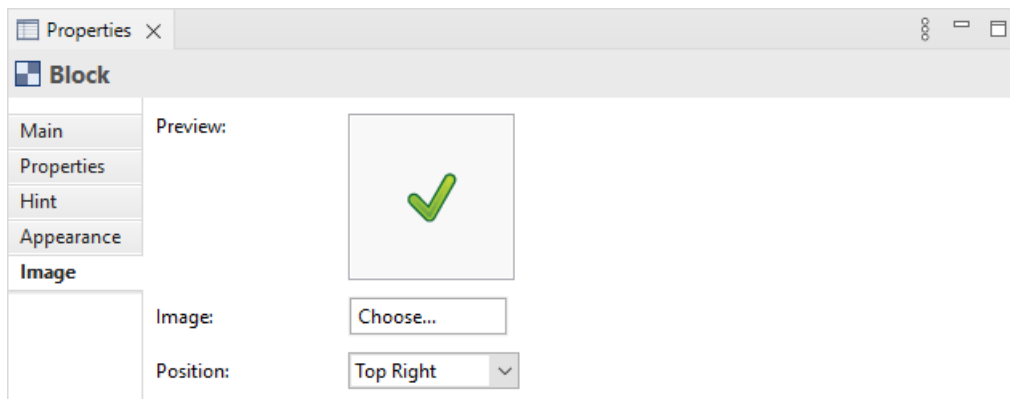 Properties
Block
Main
Properties
Hint
Appearance
Image
Preview:
Image:
Choose...
Position:
Top Right